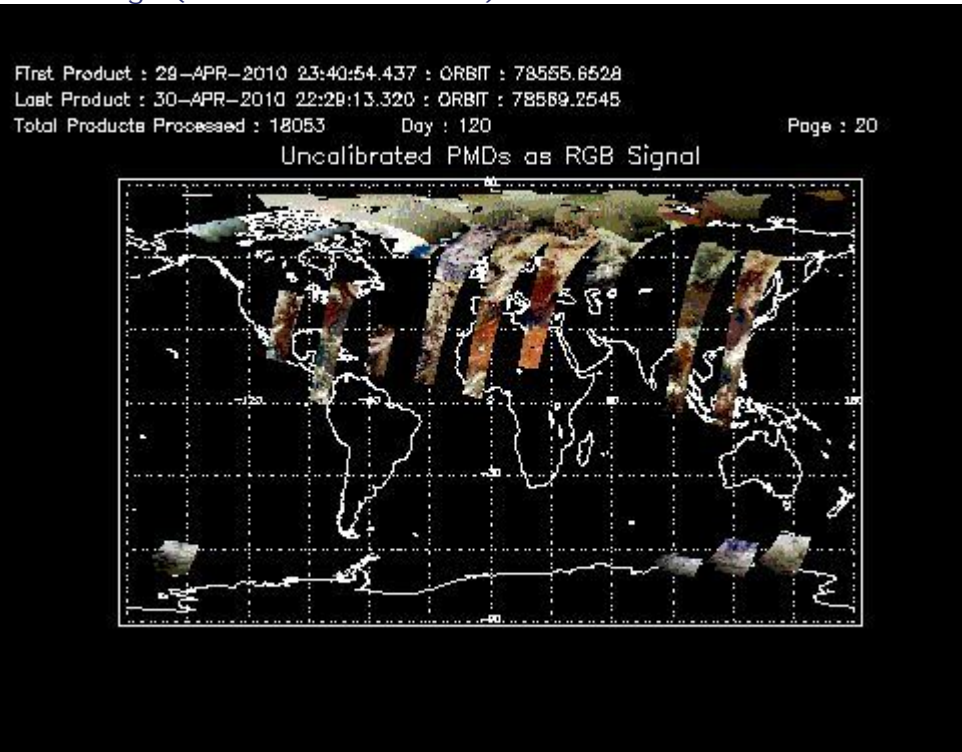 First Product : 29-APR-2010 23:40:54.437 : ORBIT : 78555.6528
Last Product : 30-APR-2010 22:29:13.320 : ORBIT : 78569.2545
Total Products Processed : 18053 Day : 120 Page : 20
Uncalibrated PMDs as RGB Signal